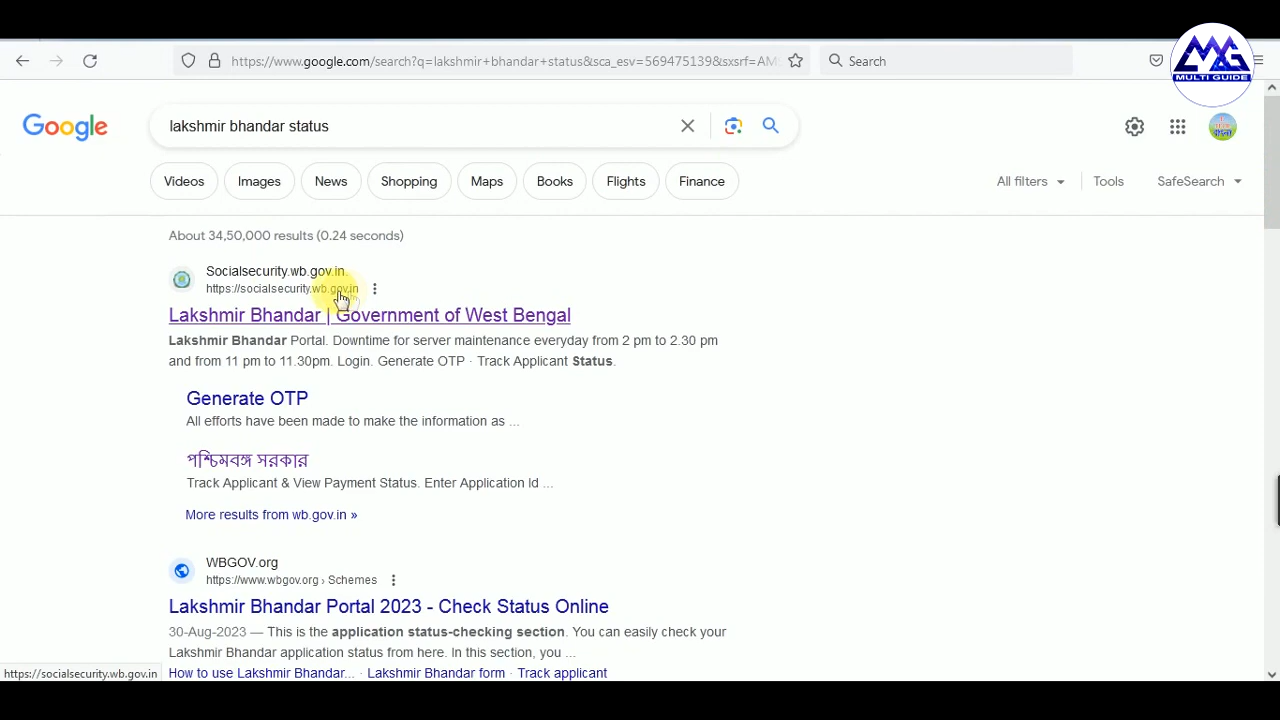 https://www.google.com/search?q=lakshmir+bhandar+status&sca_esv=569475139&sxsrf=AM
Search
MULTI GUIDE
Google
lakshmir bhandar status
Videos
Images
News
Shopping
Maps
Books
Flights
Finance
All filters
Tools
SafeSearch
About 34,50,000 results (0.24 seconds)
Socialsecurity.wb.gov.in
https://socialsecurity.wb.gov.in
Lakshmir Bhandar | Government of West Bengal
Lakshmir Bhandar Portal. Downtime for server maintenance everyday from 2 pm to 2.30 pm
and from 11 pm to 11.30pm. Login. Generate OTP · Track Applicant Status.
Generate OTP
All efforts have been made to make the information as ...
পশ্চিমবঙ্গ সরকার
Track Applicant & View Payment Status. Enter Application Id ...
More results from wb.gov.in »
WBGOV.org
https://www.wbgov.org › Schemes
Lakshmir Bhandar Portal 2023 - Check Status Online
30-Aug-2023 — This is the application status-checking section. You can easily check your
Lakshmir Bhandar application status from here. In this section, you ...
https://socialsecurity.wb.gov.in
How to use Lakshmir Bhandar... · Lakshmir Bhandar form · Track applicant